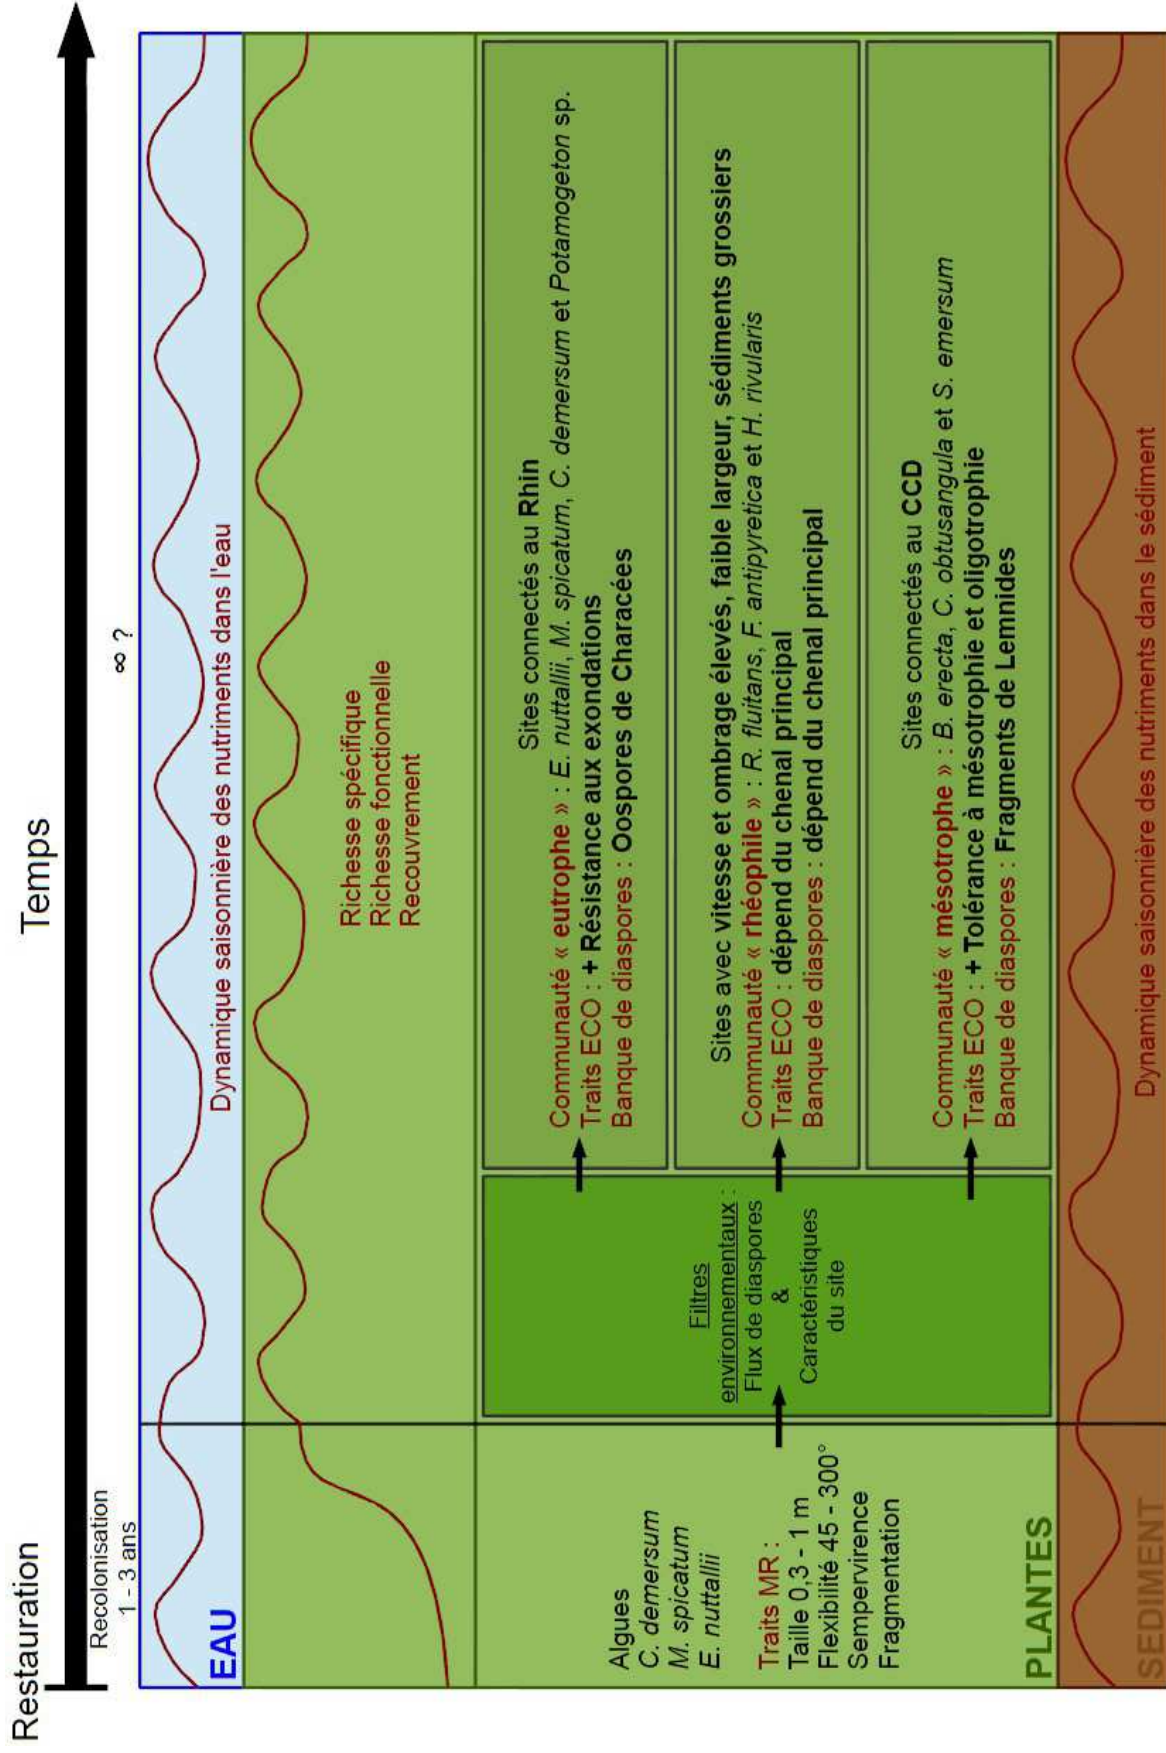 Restauration
Temps
Recolonisation
1 - 3 ans
∞ ?
EAU
Dynamique saisonnière des nutriments dans l'eau
Richesse spécifique
Richesse fonctionnelle
Recouvrement
Algues
C. demersum
M. spicatum
E. nuttallii
Traits MR :
Taille 0,3 - 1 m
Flexibilité 45 - 300°
Sempervirence
Fragmentation
PLANTES
Filtres
environnementaux :
Flux de diaspores
&
Caractéristiques
du site
Sites connectés au Rhin
Communauté « eutrophe » : E. nuttallii, M. spicatum, C. demersum et Potamogeton sp.
Traits ECO : + Résistance aux exondations
Banque de diaspores : Oospores de Characées
Sites avec vitesse et ombrage élevés, faible largeur, sédiments grossiers
Communauté « rhéophile » : R. fluitans, F. antipyretica et H. rivularis
Traits ECO : dépend du chenal principal
Banque de diaspores : dépend du chenal principal
Sites connectés au CCD
Communauté « mésotrophe » : B. erecta, C. obtusangula et S. emersum
Traits ECO : + Tolérance à mésotrophie et oligotrophie
Banque de diaspores : Fragments de Lemnides
Dynamique saisonnière des nutriments dans le sédiment
SEDIMENT